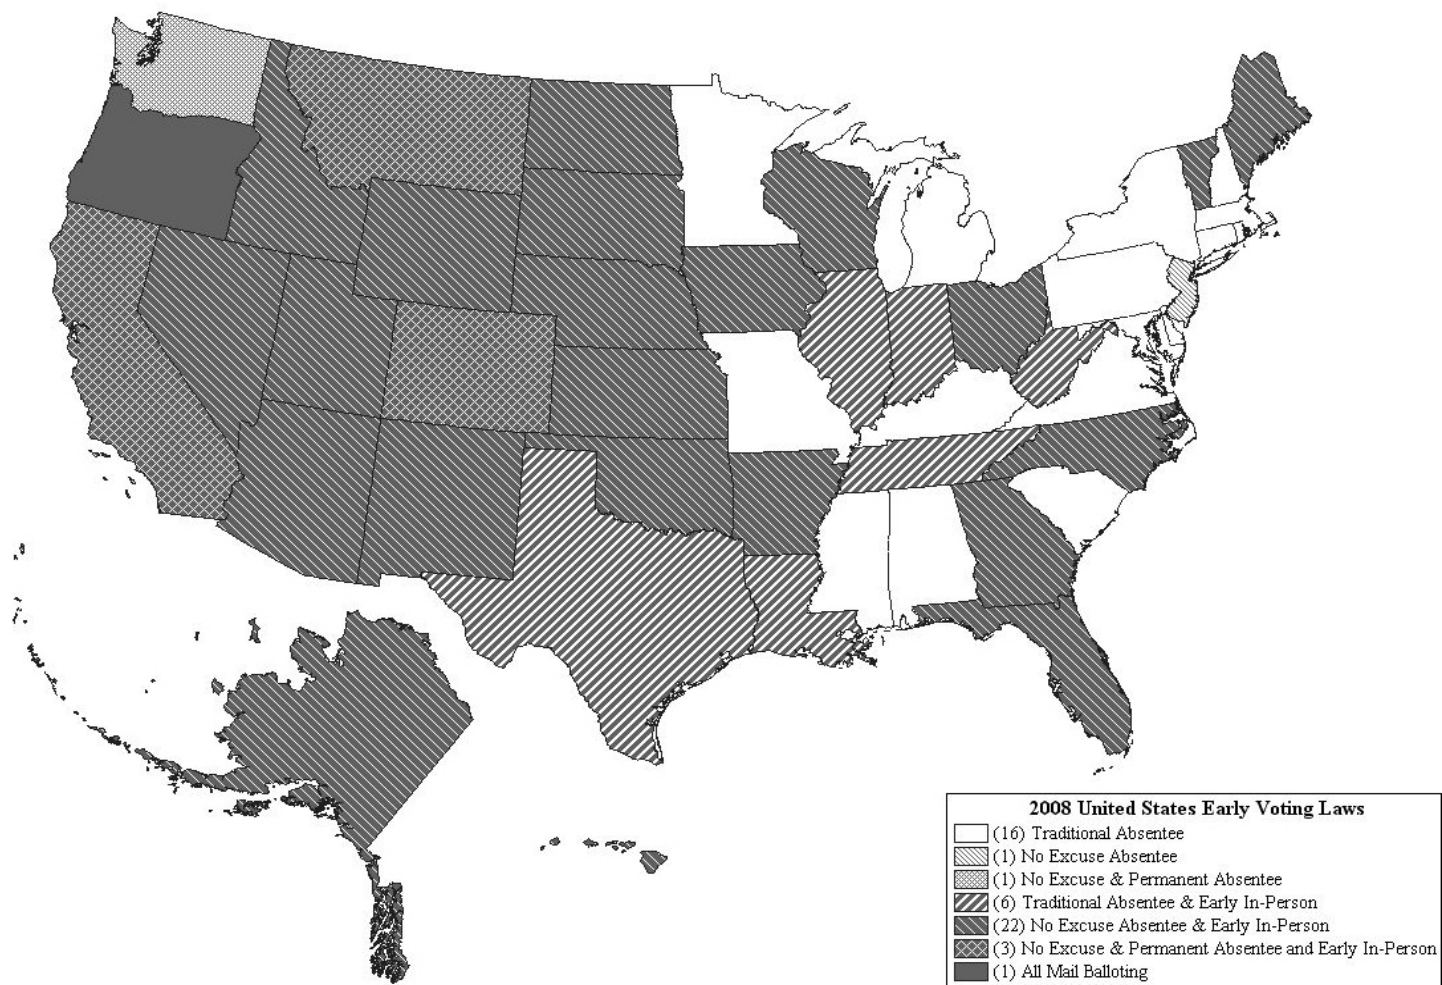 2008 United States Early Voting Laws
(16) Traditional Absentee
(1) No Excuse Absentee
(1) No Excuse & Permanent Absentee
(6) Traditional Absentee & Early In-Person
(22) No Excuse Absentee & Early In-Person
(3) No Excuse & Permanent Absentee and Early In-Person
(1) All Mail Balloting